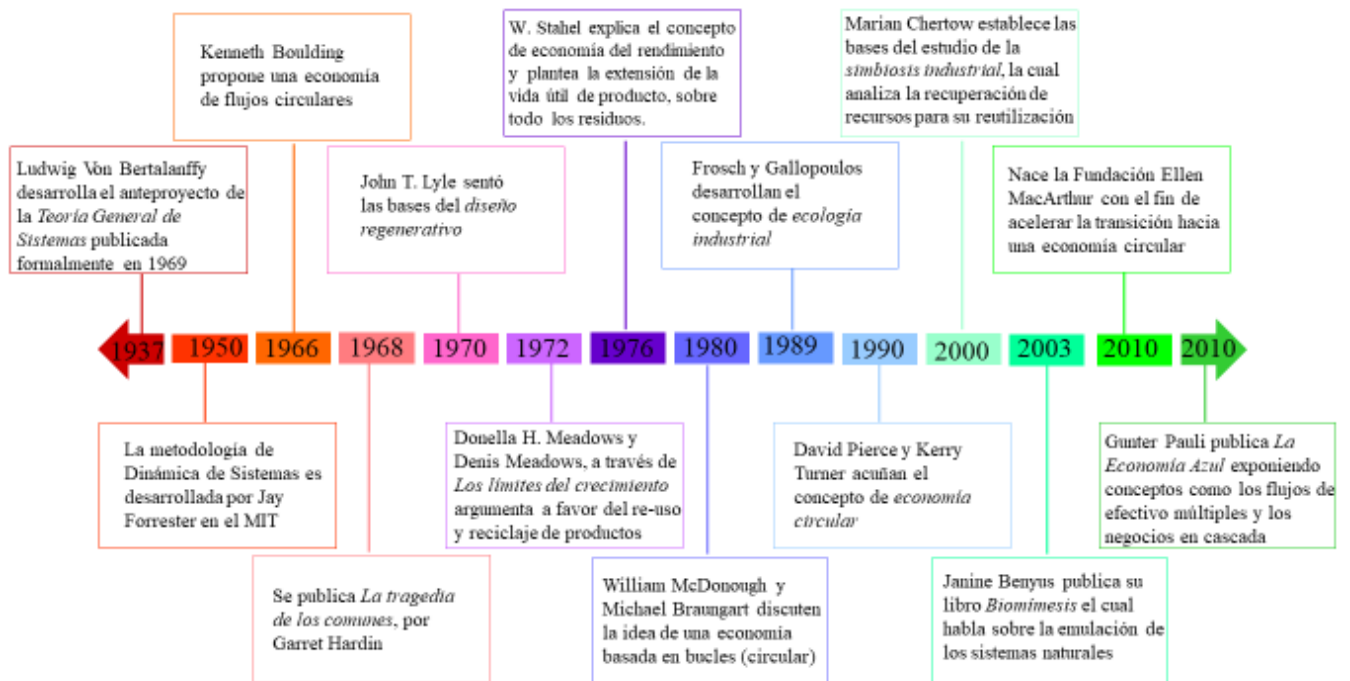 Kenneth Boulding
propone una economía
de flujos circulares
W. Stahel explica el concepto
de economía del rendimiento
y plantea la extensión de la
vida útil de producto, sobre
todo los residuos.
Marian Chertow establece las
bases del estudio de la
simbiosis industrial, la cual
analiza la recuperación de
recursos para su reutilización
Ludwig Von Bertalanffy
desarrolla el anteproyecto de
la Teoría General de
Sistemas publicada
formalmente en 1969
John T. Lyle sentó
las bases del diseño
regenerativo
Frosch y Gallopoulos
desarrollan el
concepto de ecología
industrial
Nace la Fundación Ellen
MacArthur con el fin de
acelerar la transición hacia
una economía circular
1937 1950 1966 1968 1970 1972 1976 1980 1989 1990 2000 2003 2010 2010
La metodología de
Dinámica de Sistemas es
desarrollada por Jay
Forrester en el MIT
Donella H. Meadows y
Denis Meadows, a través de
Los límites del crecimiento
argumenta a favor del re-uso
y reciclaje de productos
David Pierce y Kerry
Turner acuñan el
concepto de economía
circular
Gunter Pauli publica La
Economía Azul exponiendo
conceptos como los flujos de
efectivo múltiples y los
negocios en cascada
Se publica La tragedia
de los comunes, por
Garret Hardin
William McDonough y
Michael Braungart discuten
la idea de una economía
basada en bucles (circular)
Janine Benyus publica su
libro Biomímesis el cual
habla sobre la emulación de
los sistemas naturales